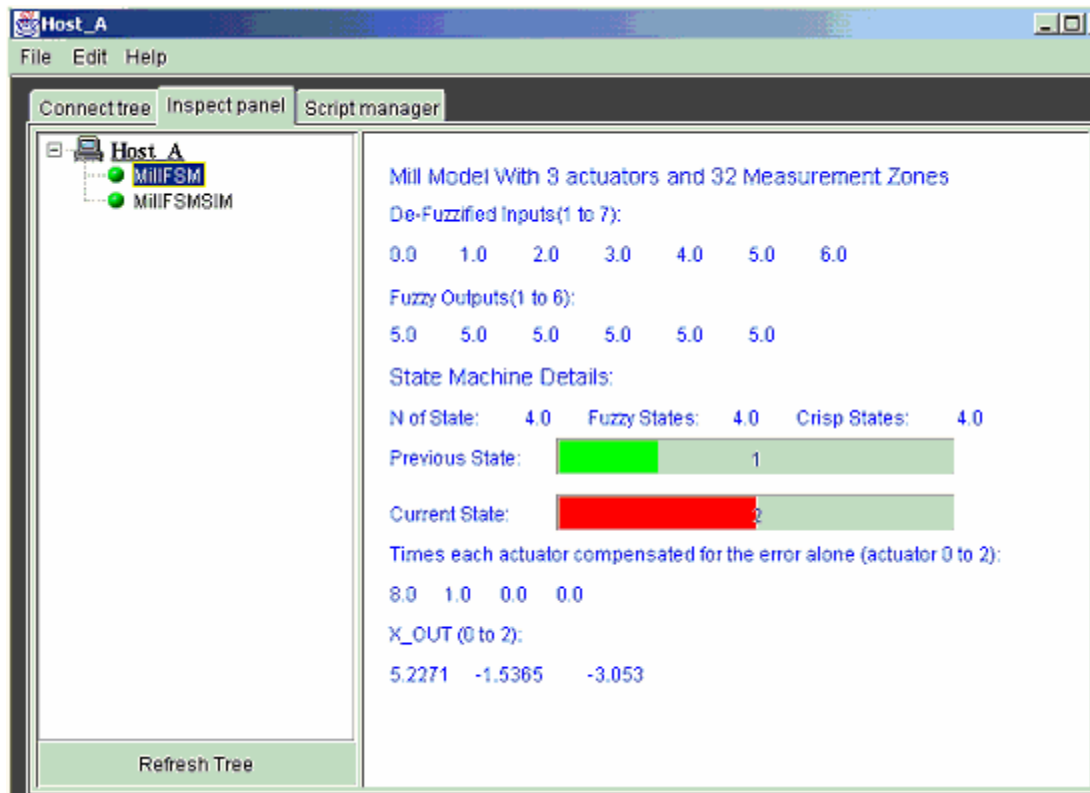 Host_A
File Edit Help
Connect tree Inspect panel Script manager
Host_A
MillFSM
MillFSMSIM
Refresh Tree
Mill Model With 3 actuators and 32 Measurement Zones
De-Fuzzified Inputs(1 to 7):
0.0 1.0 2.0 3.0 4.0 5.0 6.0
Fuzzy Outputs(1 to 6):
5.0 5.0 5.0 5.0 5.0 5.0
State Machine Details:
N of State: 4.0 Fuzzy States: 4.0 Crisp States: 4.0
Previous State: 1
Current State: 2
Times each actuator compensated for the error alone (actuator 0 to 2):
8.0 1.0 0.0 0.0
X_OUT (0 to 2):
5.2271 -1.5365 -3.053